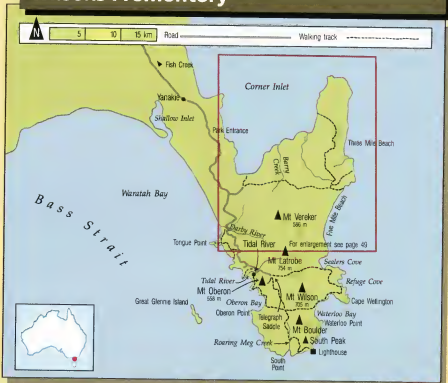 N 5 10 15 km Road Walking track
Fish Creek
Corner Inlet
Yanakie
Shallow Inlet
Park Entrance
Three Mile Beach
Barry
Creek
Waratah Bay
Five Mile Beach
Mt Vereker
Bass Strait
Darby River
Tongue Point
Tidal River
For enlargement see page 49
Mt Latrobe
754 m
Sealers Cove
Tidal River
Refuge Cove
Mt Oberon
558 m
Mt Wilson
705 m
Great Glennie Island
Oberon Bay
Cape Wellington
Oberon Point
Telegraph
Saddle
Waterloo Bay
Waterloo Point
Mt Boulder
Roaring Meg Creek
South Peak
Lighthouse
South
Point